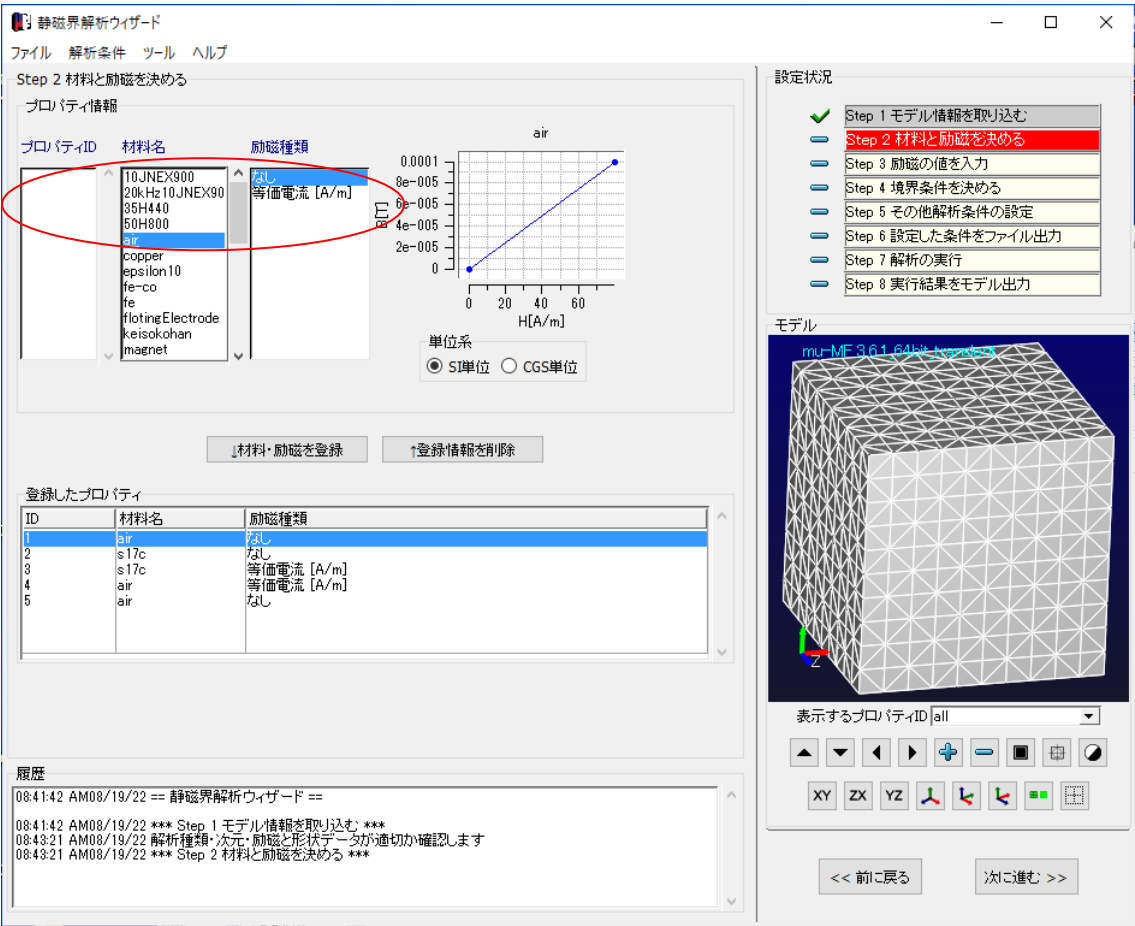 静磁界解析ウィザード
ファイル 解析条件 ツール ヘルプ
Step 2 材料と励磁を決める
プロパティ情報
プロパティID 材料名 励磁種類
10JNEX900
20kHz10JNEX90
35H440
50H800
air
copper
epsilon10
fe-co
fe
flotingElectrode
keisokohan
magnet
なし
等価電流 [A/m]
air
0.0001
8e-005
6e-005
4e-005
2e-005
0
B[T]
0 20 40 60
H[A/m]
単位系
SI単位 CGS単位
↓材料・励磁を登録 ↑登録情報を削除
登録したプロパティ
ID 材料名 励磁種類
1 air なし
2 s17c なし
3 s17c 等価電流 [A/m]
4 air 等価電流 [A/m]
5 air なし
履歴
08:41:42 AM08/19/22 == 静磁界解析ウィザード ==
08:41:42 AM08/19/22 *** Step 1 モデル情報を取り込む ***
08:43:21 AM08/19/22 解析種類・次元・励磁と形状データが適切か確認します
08:43:21 AM08/19/22 *** Step 2 材料と励磁を決める ***
設定状況
Step 1 モデル情報を取り込む
Step 2 材料と励磁を決める
Step 3 励磁の値を入力
Step 4 境界条件を決める
Step 5 その他解析条件の設定
Step 6 設定した条件をファイル出力
Step 7 解析の実行
Step 8 実行結果をモデル出力
モデル
mu-MF 3.6.1_64bit_transient
Z
表示するプロパティID all
XY ZX YZ
<< 前に戻る 次に進む >>